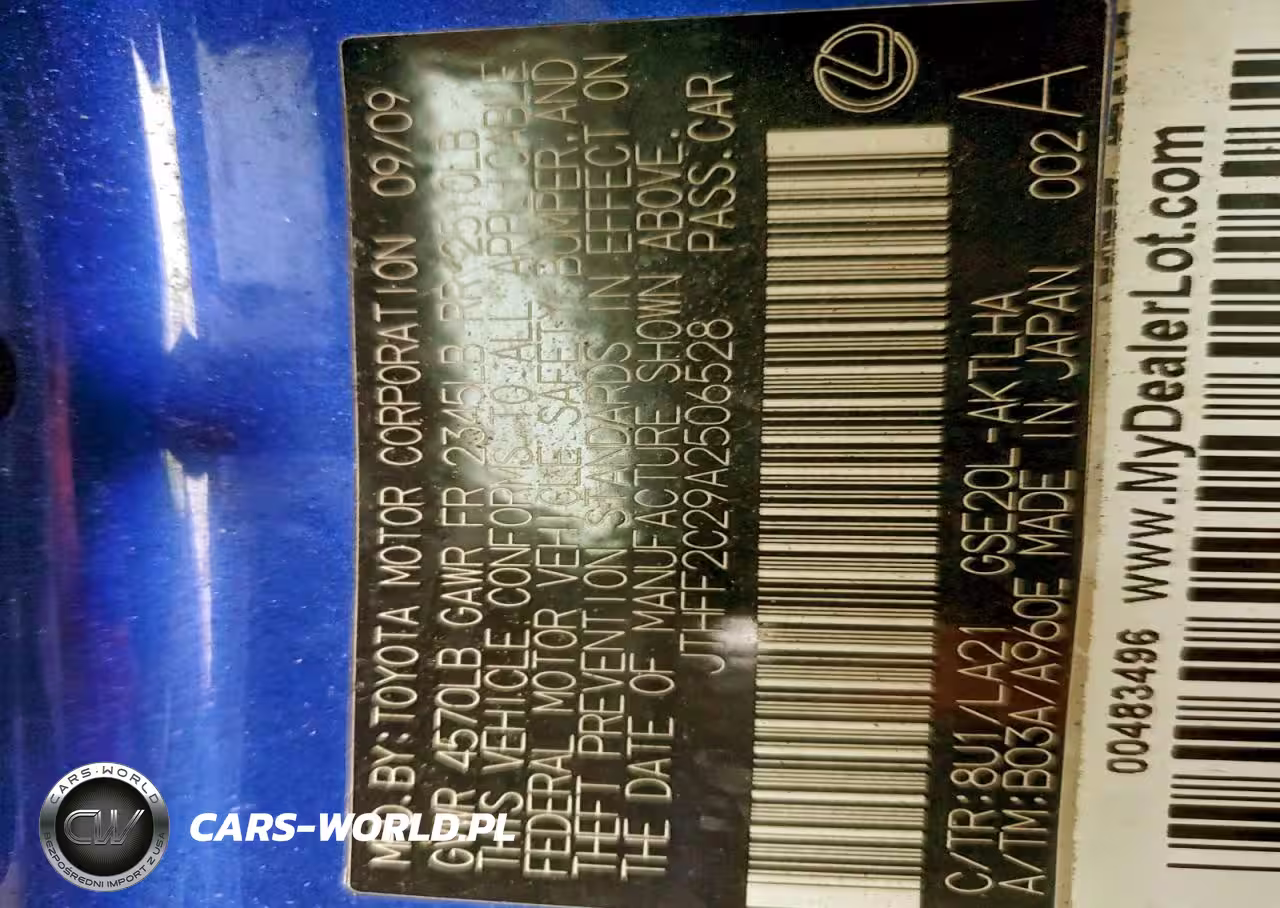 MD.BY:TOYOTA MOTOR CORPORATION 09/09
GVWR 4570LB GAWR FR 2345LB RR 2510LB
THIS VEHICLE CONFORMS TO ALL APPLICABLE
FEDERAL MOTOR VEHICLE SAFETY, BUMPER, AND
THEFT PREVENTION STANDARDS IN EFFECT ON
THE DATE OF MANUFACTURE SHOWN ABOVE.
JTHFF2C29A2506528 PASS.CAR
C/TR:8U1/LA21 GSE20L-AKTLHA
A/TM:B03A/A960E MADE IN JAPAN 002 A
00483496 www.MyDealerLot.com
CARS-WORLD
CW
BEZPOŚREDNI IMPORT Z USA
CARS-WORLD.PL